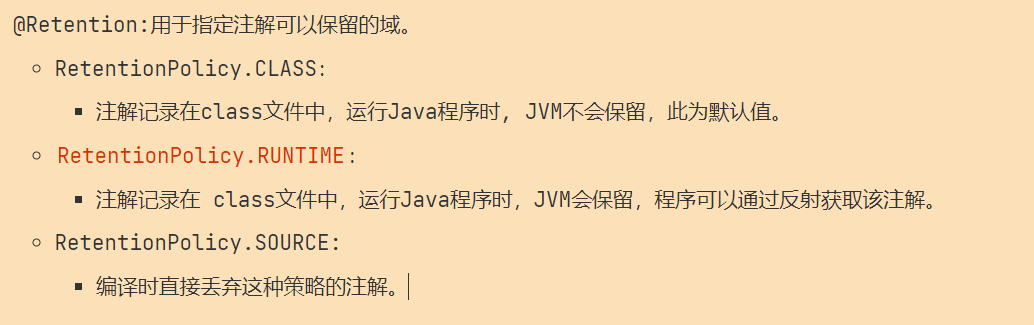 @Retention:用于指定注解可以保留的域。
RetentionPolicy.CLASS:
注解记录在class文件中，运行Java程序时, JVM不会保留，此为默认值。
RetentionPolicy.RUNTIME:
注解记录在 class文件中，运行Java程序时，JVM会保留，程序可以通过反射获取该注解。
RetentionPolicy.SOURCE:
编译时直接丢弃这种策略的注解。